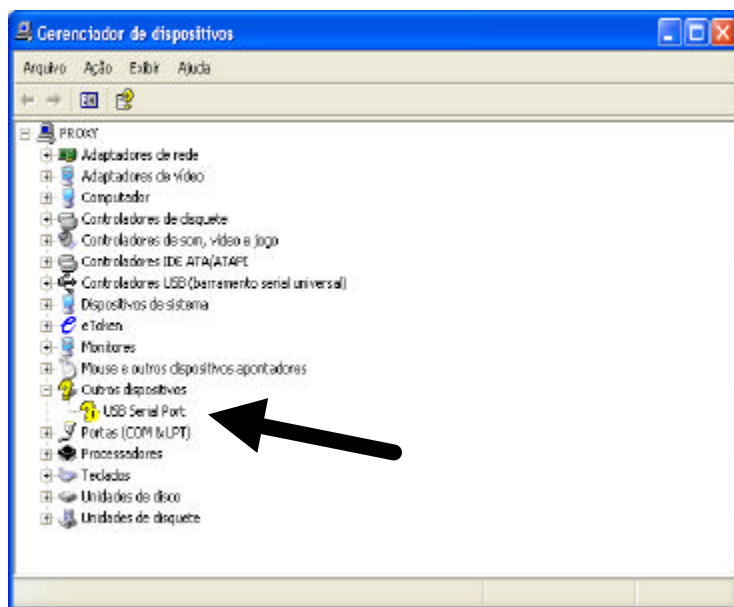 Gerenciador de dispositivos
Arquivo Ação Exibir Ajuda
PROXY
Adaptadores de rede
Adaptadores de vídeo
Computador
Controladores de disquete
Controladores de som, vídeo e jogo
Controladores IDE ATA/ATAPI
Controladores USB (barramento serial universal)
Dispositivos de sistema
eToken
Monitores
Mouse e outros dispositivos apontadores
Outros dispositivos
USB Serial Port
Portas (COM & LPT)
Processadores
Teclados
Unidades de disco
Unidades de disquete